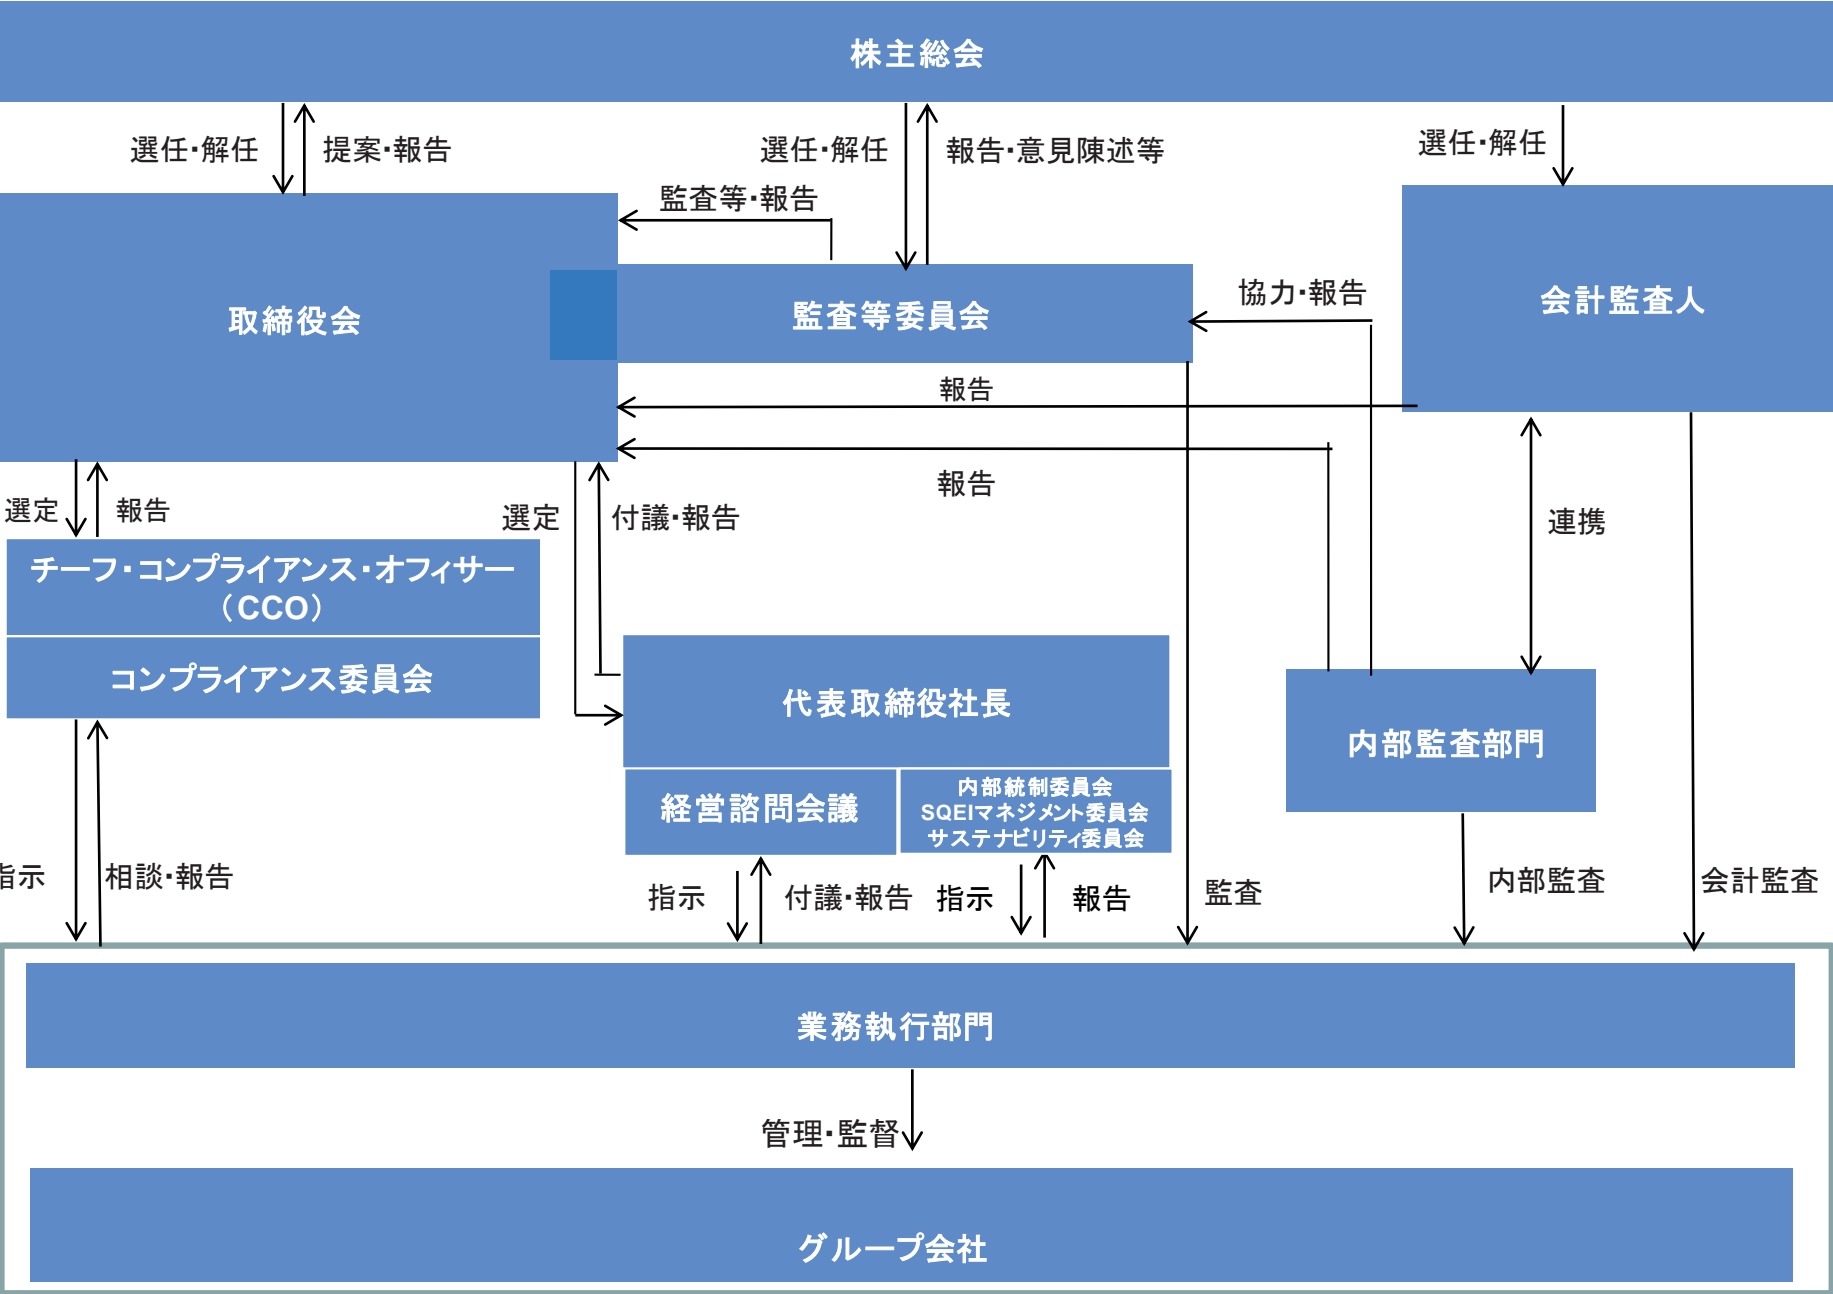 株主総会
選任・解任
提案・報告
選任・解任
報告・意見陳述等
選任・解任
監査等・報告
取締役会
監査等委員会
協力・報告
会計監査人
報告
報告
選定
報告
選定
付議・報告
連携
チーフ・コンプライアンス・オフィサー
（CCO）
コンプライアンス委員会
代表取締役社長
内部監査部門
経営諮問会議
内部統制委員会
SQEIマネジメント委員会
サステナビリティ委員会
指示
相談・報告
指示
付議・報告
指示
報告
監査
内部監査
会計監査
業務執行部門
管理・監督
グループ会社